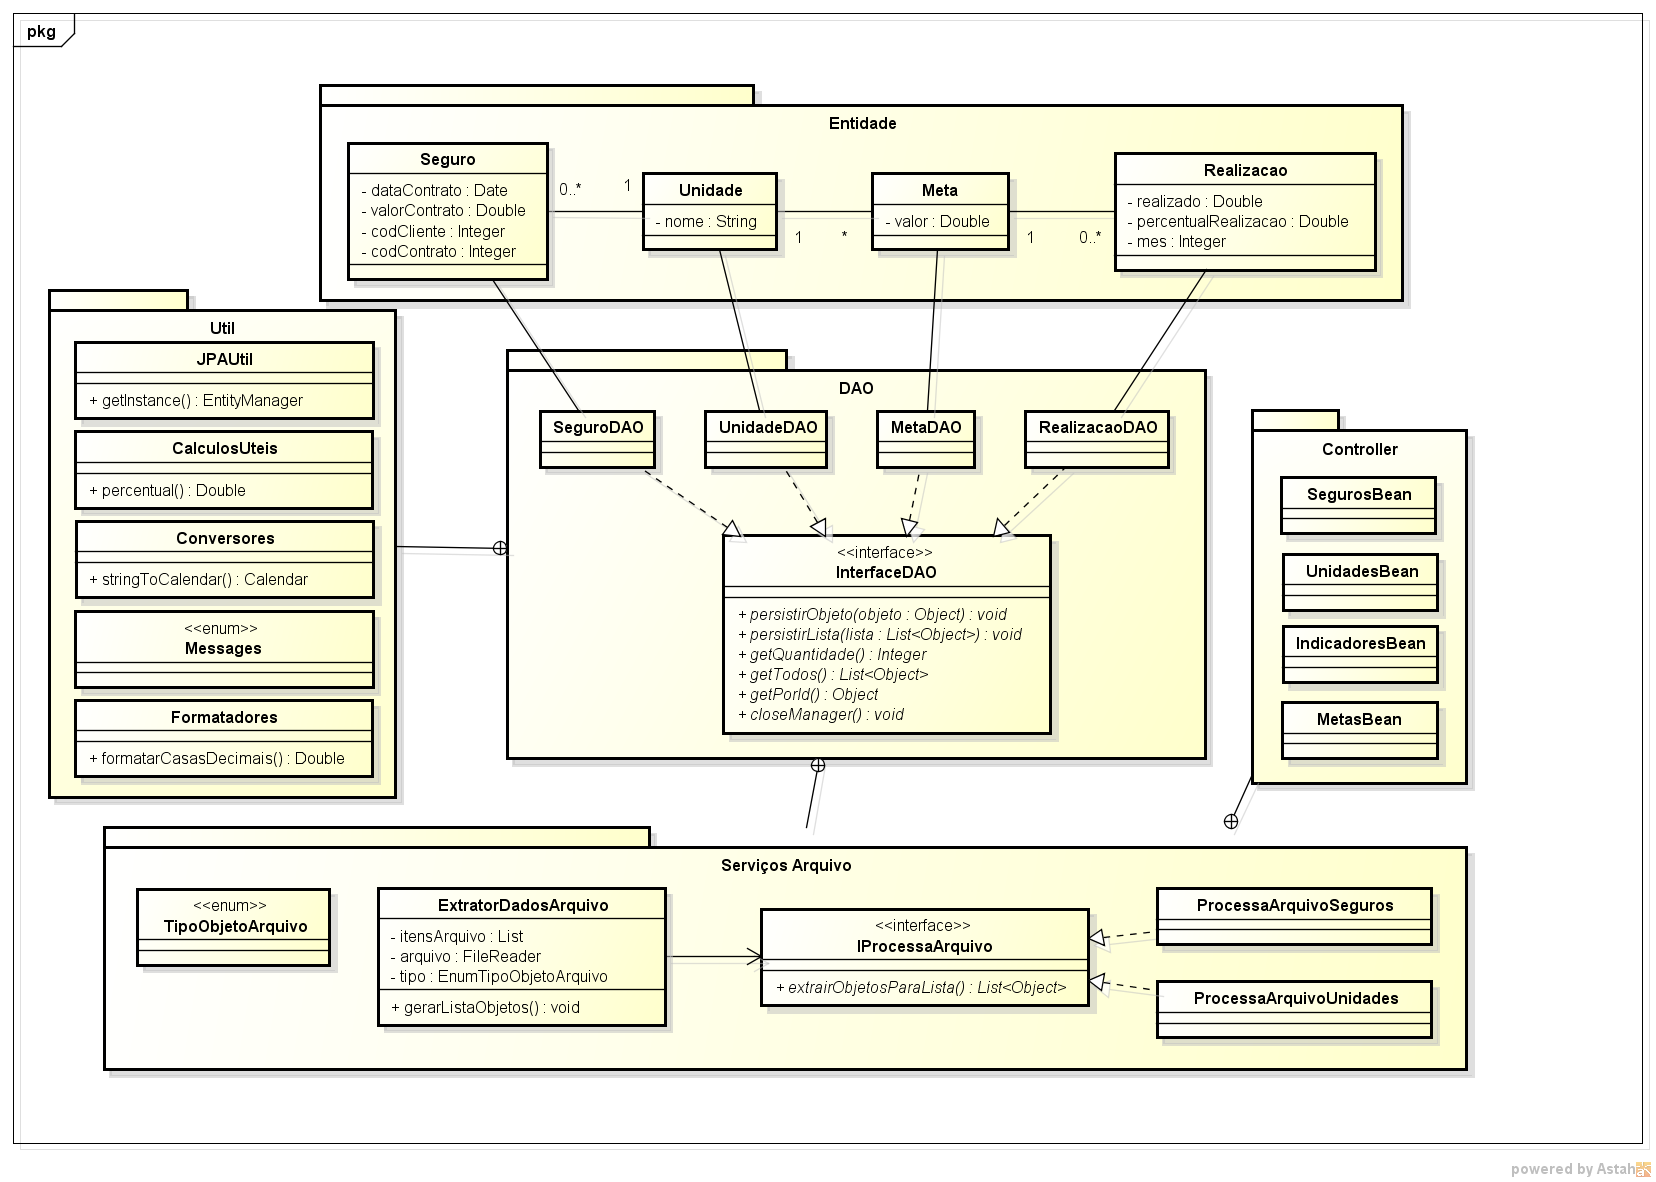 pkg
Entidade
Seguro
- dataContrato : Date
- valorContrato : Double
- codCliente : Integer
- codContrato : Integer
0..*
1
Unidade
- nome : String
1
*
Meta
- valor : Double
1
0..*
Realizacao
- realizado : Double
- percentualRealizacao : Double
- mes : Integer
Util
JPAUtil
+ getInstance() : EntityManager
CalculosUteis
+ percentual() : Double
Conversores
+ stringToCalendar() : Calendar
<<enum>>
Messages
Formatadores
+ formatarCasasDecimais() : Double
DAO
SeguroDAO
UnidadeDAO
MetaDAO
RealizacaoDAO
<<interface>>
InterfaceDAO
+ persistirObjeto(objeto : Object) : void
+ persistirLista(lista : List<Object>) : void
+ getQuantidade() : Integer
+ getTodos() : List<Object>
+ getPorId() : Object
+ closeManager() : void
Controller
SegurosBean
UnidadesBean
IndicadoresBean
MetasBean
Serviços Arquivo
<<enum>>
TipoObjetoArquivo
ExtratorDadosArquivo
- itensArquivo : List
- arquivo : FileReader
- tipo : EnumTipoObjetoArquivo
+ gerarListaObjetos() : void
<<interface>>
IProcessaArquivo
+ extrairObjetosParaLista() : List<Object>
ProcessaArquivoSeguros
ProcessaArquivoUnidades
powered by Astah